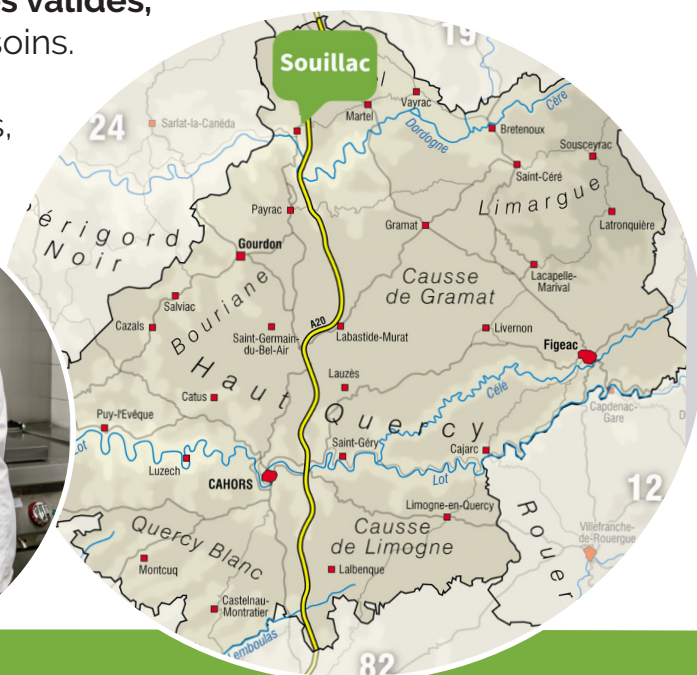 es valides,
soins.
s,
19
Souillac
Martel
Vayrac
24
Sarlat-la-Canéda
Dordogne
Cère
Bretenoux
Sousceyrac
Saint-Céré
Limargue
Latronquière
Payrac
Gramat
érigord
Noir
Gourdon
Causse
de Gramat
Lacapelle-
Marival
Salviac
Bouriane
Cazals
Saint-Germain-
du-Bel-Air
A20
Labastide-Murat
Livernon
Figeac
Haut Quercy
Lauzès
Célé
Catus
Capdenac-
Gare
D
Puy-l'Evêque
Lot
Luzech
CAHORS
Saint-Géry
Cajarc
Lot
12
Limogne-en-Quercy
Rouer
Quercy Blanc
Causse
de Limogne
Villefranche-
de-Rouergue
Montcuq
Lalbenque
Castelnau-
Montratier
Lemboulas
82